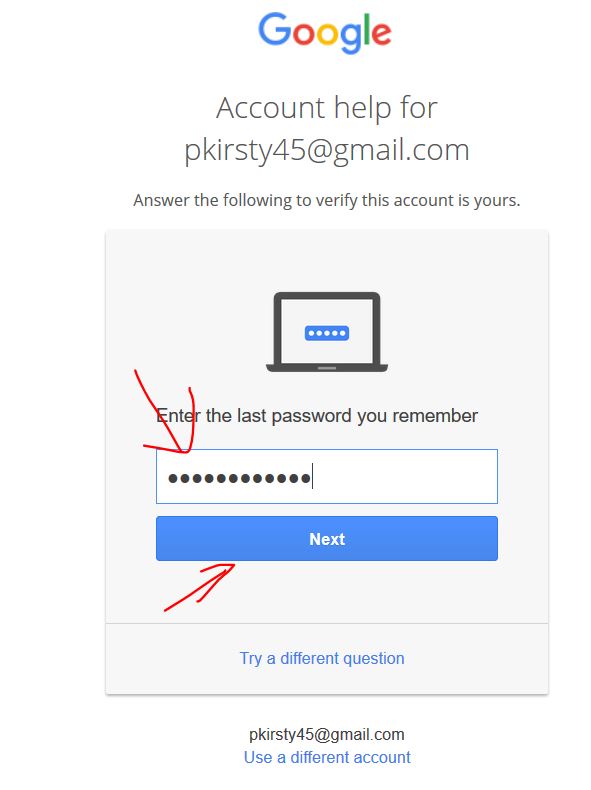 Google
Account help for
pkirsty45@gmail.com
Answer the following to verify this account is yours.
Enter the last password you remember
Next
Try a different question
pkirsty45@gmail.com
Use a different account